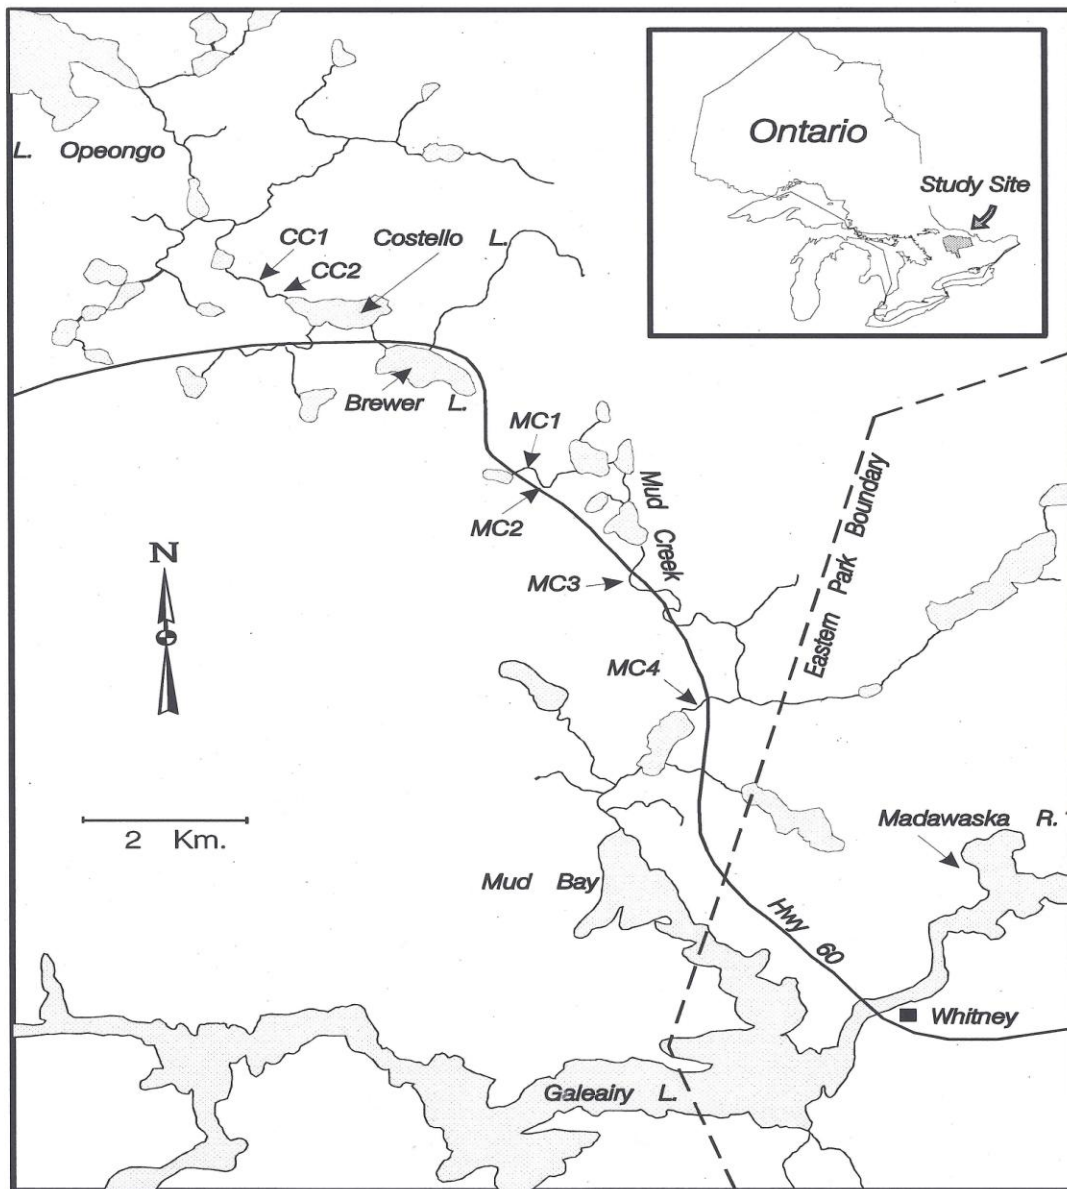 Ontario
Study Site
L. Opeongo
CC1
Costello L.
CC2
Brewer L.
MC1
MC2
Mud Creek
MC3
Eastern Park Boundary
N
MC4
2 Km.
Madawaska R.
Mud Bay
Hwy 60
Whitney
Galeairy L.